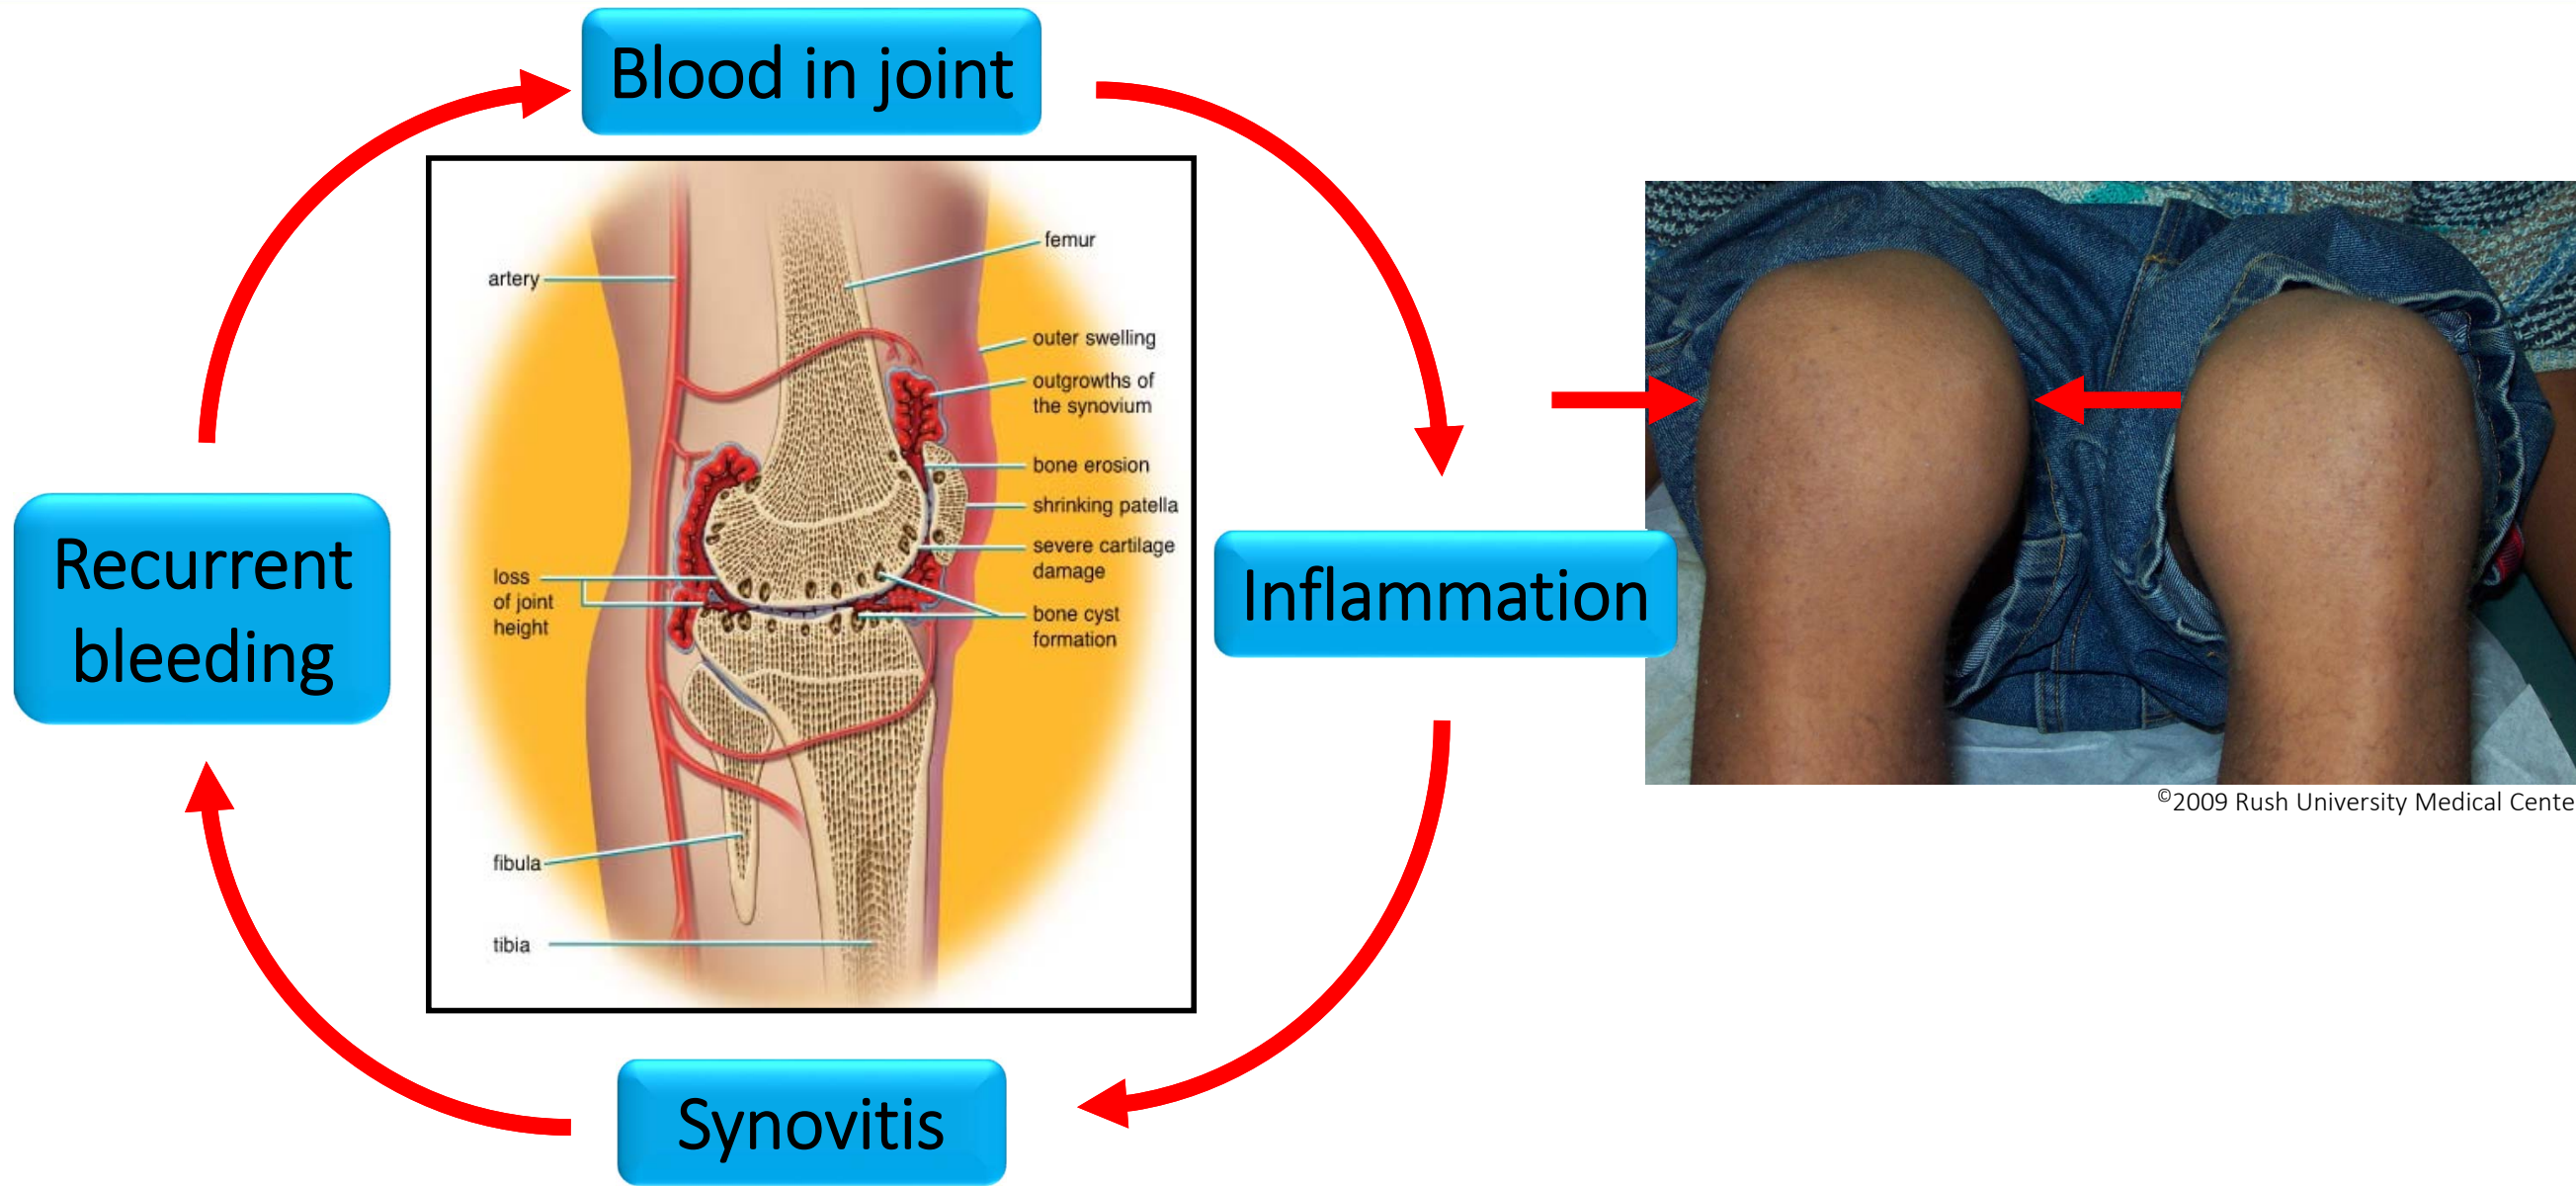 Blood in joint
Recurrent
bleeding
Inflammation
Synovitis
artery
femur
outer swelling
outgrowths of
the synovium
bone erosion
shrinking patella
severe cartilage
damage
loss
of joint
height
bone cyst
formation
fibula
tibia
©2009 Rush University Medical Cente